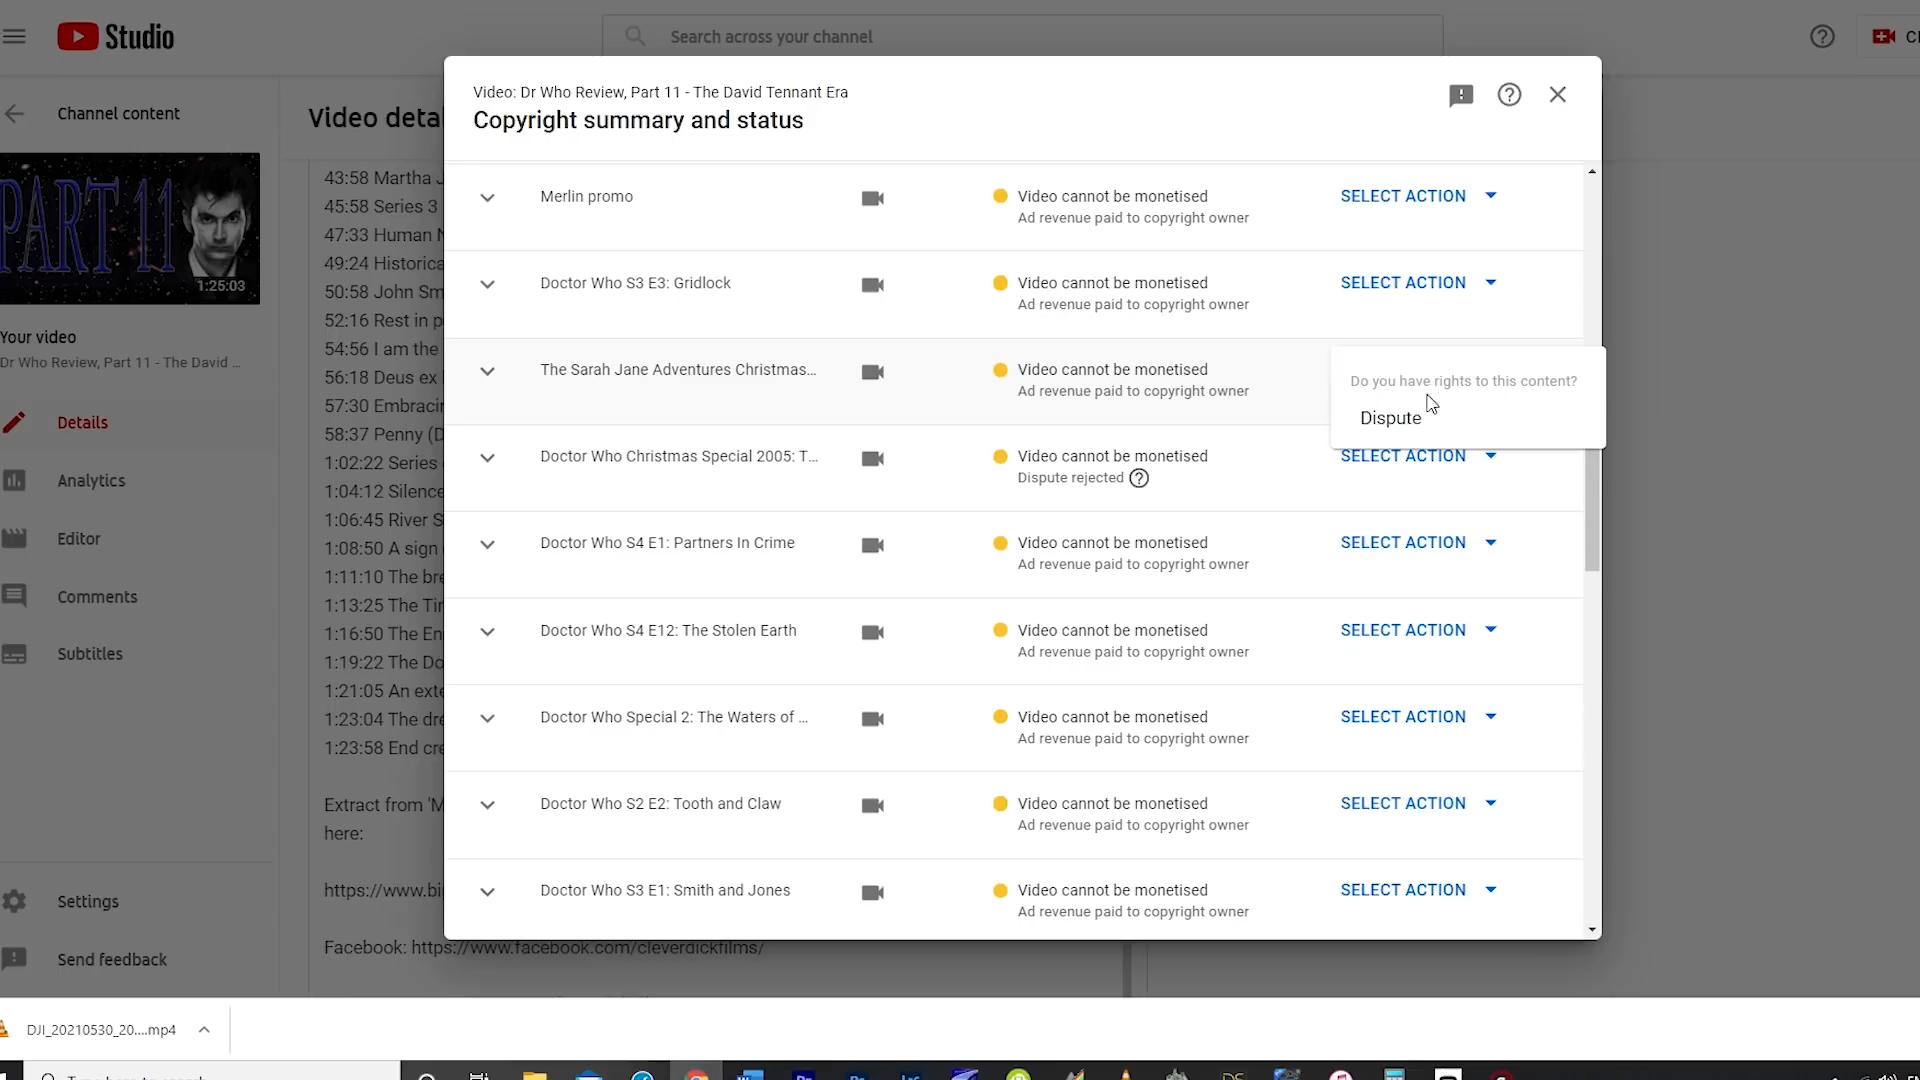 Studio
Search across your channel
Channel content
Video detai
PART 11
1:25:03
Your video
Dr Who Review, Part 11 - The David ...
Details
Analytics
Editor
Comments
Subtitles
Settings
Send feedback
43:58 Martha J
45:58 Series 3
47:33 Human N
49:24 Historica
50:58 John Sm
52:16 Rest in p
54:56 I am the
56:18 Deus ex
57:30 Embracin
58:37 Penny (D
1:02:22 Series
1:04:12 Silence
1:06:45 River S
1:08:50 A sign
1:11:10 The bre
1:13:25 The Tin
1:16:50 The En
1:19:22 The Do
1:21:05 An exte
1:23:04 The dre
1:23:58 End cre
Extract from 'M
here:
https://www.bi
Facebook: https://www.facebook.com/cleverdickfilms/
Video: Dr Who Review, Part 11 - The David Tennant Era
Copyright summary and status
Merlin promo
Video cannot be monetised
Ad revenue paid to copyright owner
SELECT ACTION
Doctor Who S3 E3: Gridlock
Video cannot be monetised
Ad revenue paid to copyright owner
SELECT ACTION
The Sarah Jane Adventures Christmas...
Video cannot be monetised
Ad revenue paid to copyright owner
Do you have rights to this content?
Dispute
Doctor Who Christmas Special 2005: T...
Video cannot be monetised
Dispute rejected
SELECT ACTION
Doctor Who S4 E1: Partners In Crime
Video cannot be monetised
Ad revenue paid to copyright owner
SELECT ACTION
Doctor Who S4 E12: The Stolen Earth
Video cannot be monetised
Ad revenue paid to copyright owner
SELECT ACTION
Doctor Who Special 2: The Waters of ...
Video cannot be monetised
Ad revenue paid to copyright owner
SELECT ACTION
Doctor Who S2 E2: Tooth and Claw
Video cannot be monetised
Ad revenue paid to copyright owner
SELECT ACTION
Doctor Who S3 E1: Smith and Jones
Video cannot be monetised
Ad revenue paid to copyright owner
SELECT ACTION
DJI_20210530_20....mp4